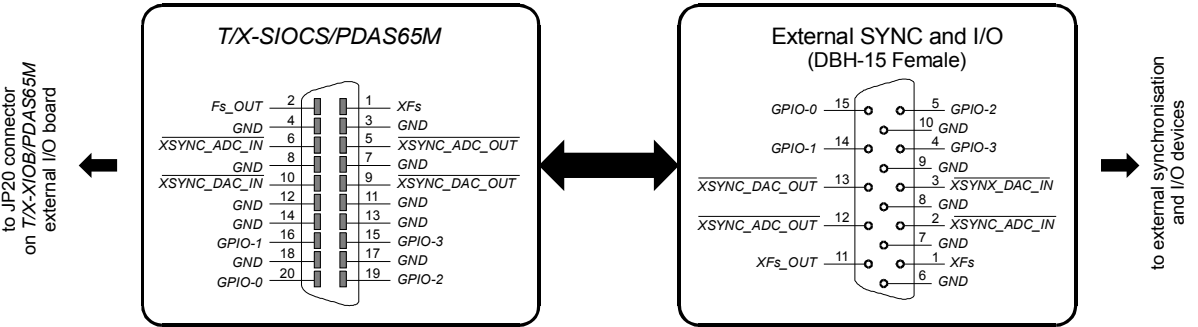 to JP20 connector
on T/X-XIOB/PDAS65M
external I/O board
T/X-SIOCS/PDAS65M
Fs_OUT 2 1 XFs
GND 4 3 GND
XSYNC_ADC_IN 6 5 XSYNC_ADC_OUT
GND 8 7 GND
XSYNC_DAC_IN 10 9 XSYNC_DAC_OUT
GND 12 11 GND
GND 14 13 GND
GPIO-1 16 15 GPIO-3
GND 18 17 GND
GPIO-0 20 19 GPIO-2
External SYNC and I/O
(DBH-15 Female)
GPIO-0 15 5 GPIO-2
10 GND
GPIO-1 14 4 GPIO-3
9 GND
XSYNC_DAC_OUT 13 3 XSYNX_DAC_IN
8 GND
XSYNC_ADC_OUT 12 2 XSYNC_ADC_IN
7 GND
XFs_OUT 11 1 XFs
6 GND
to external synchronisation
and I/O devices